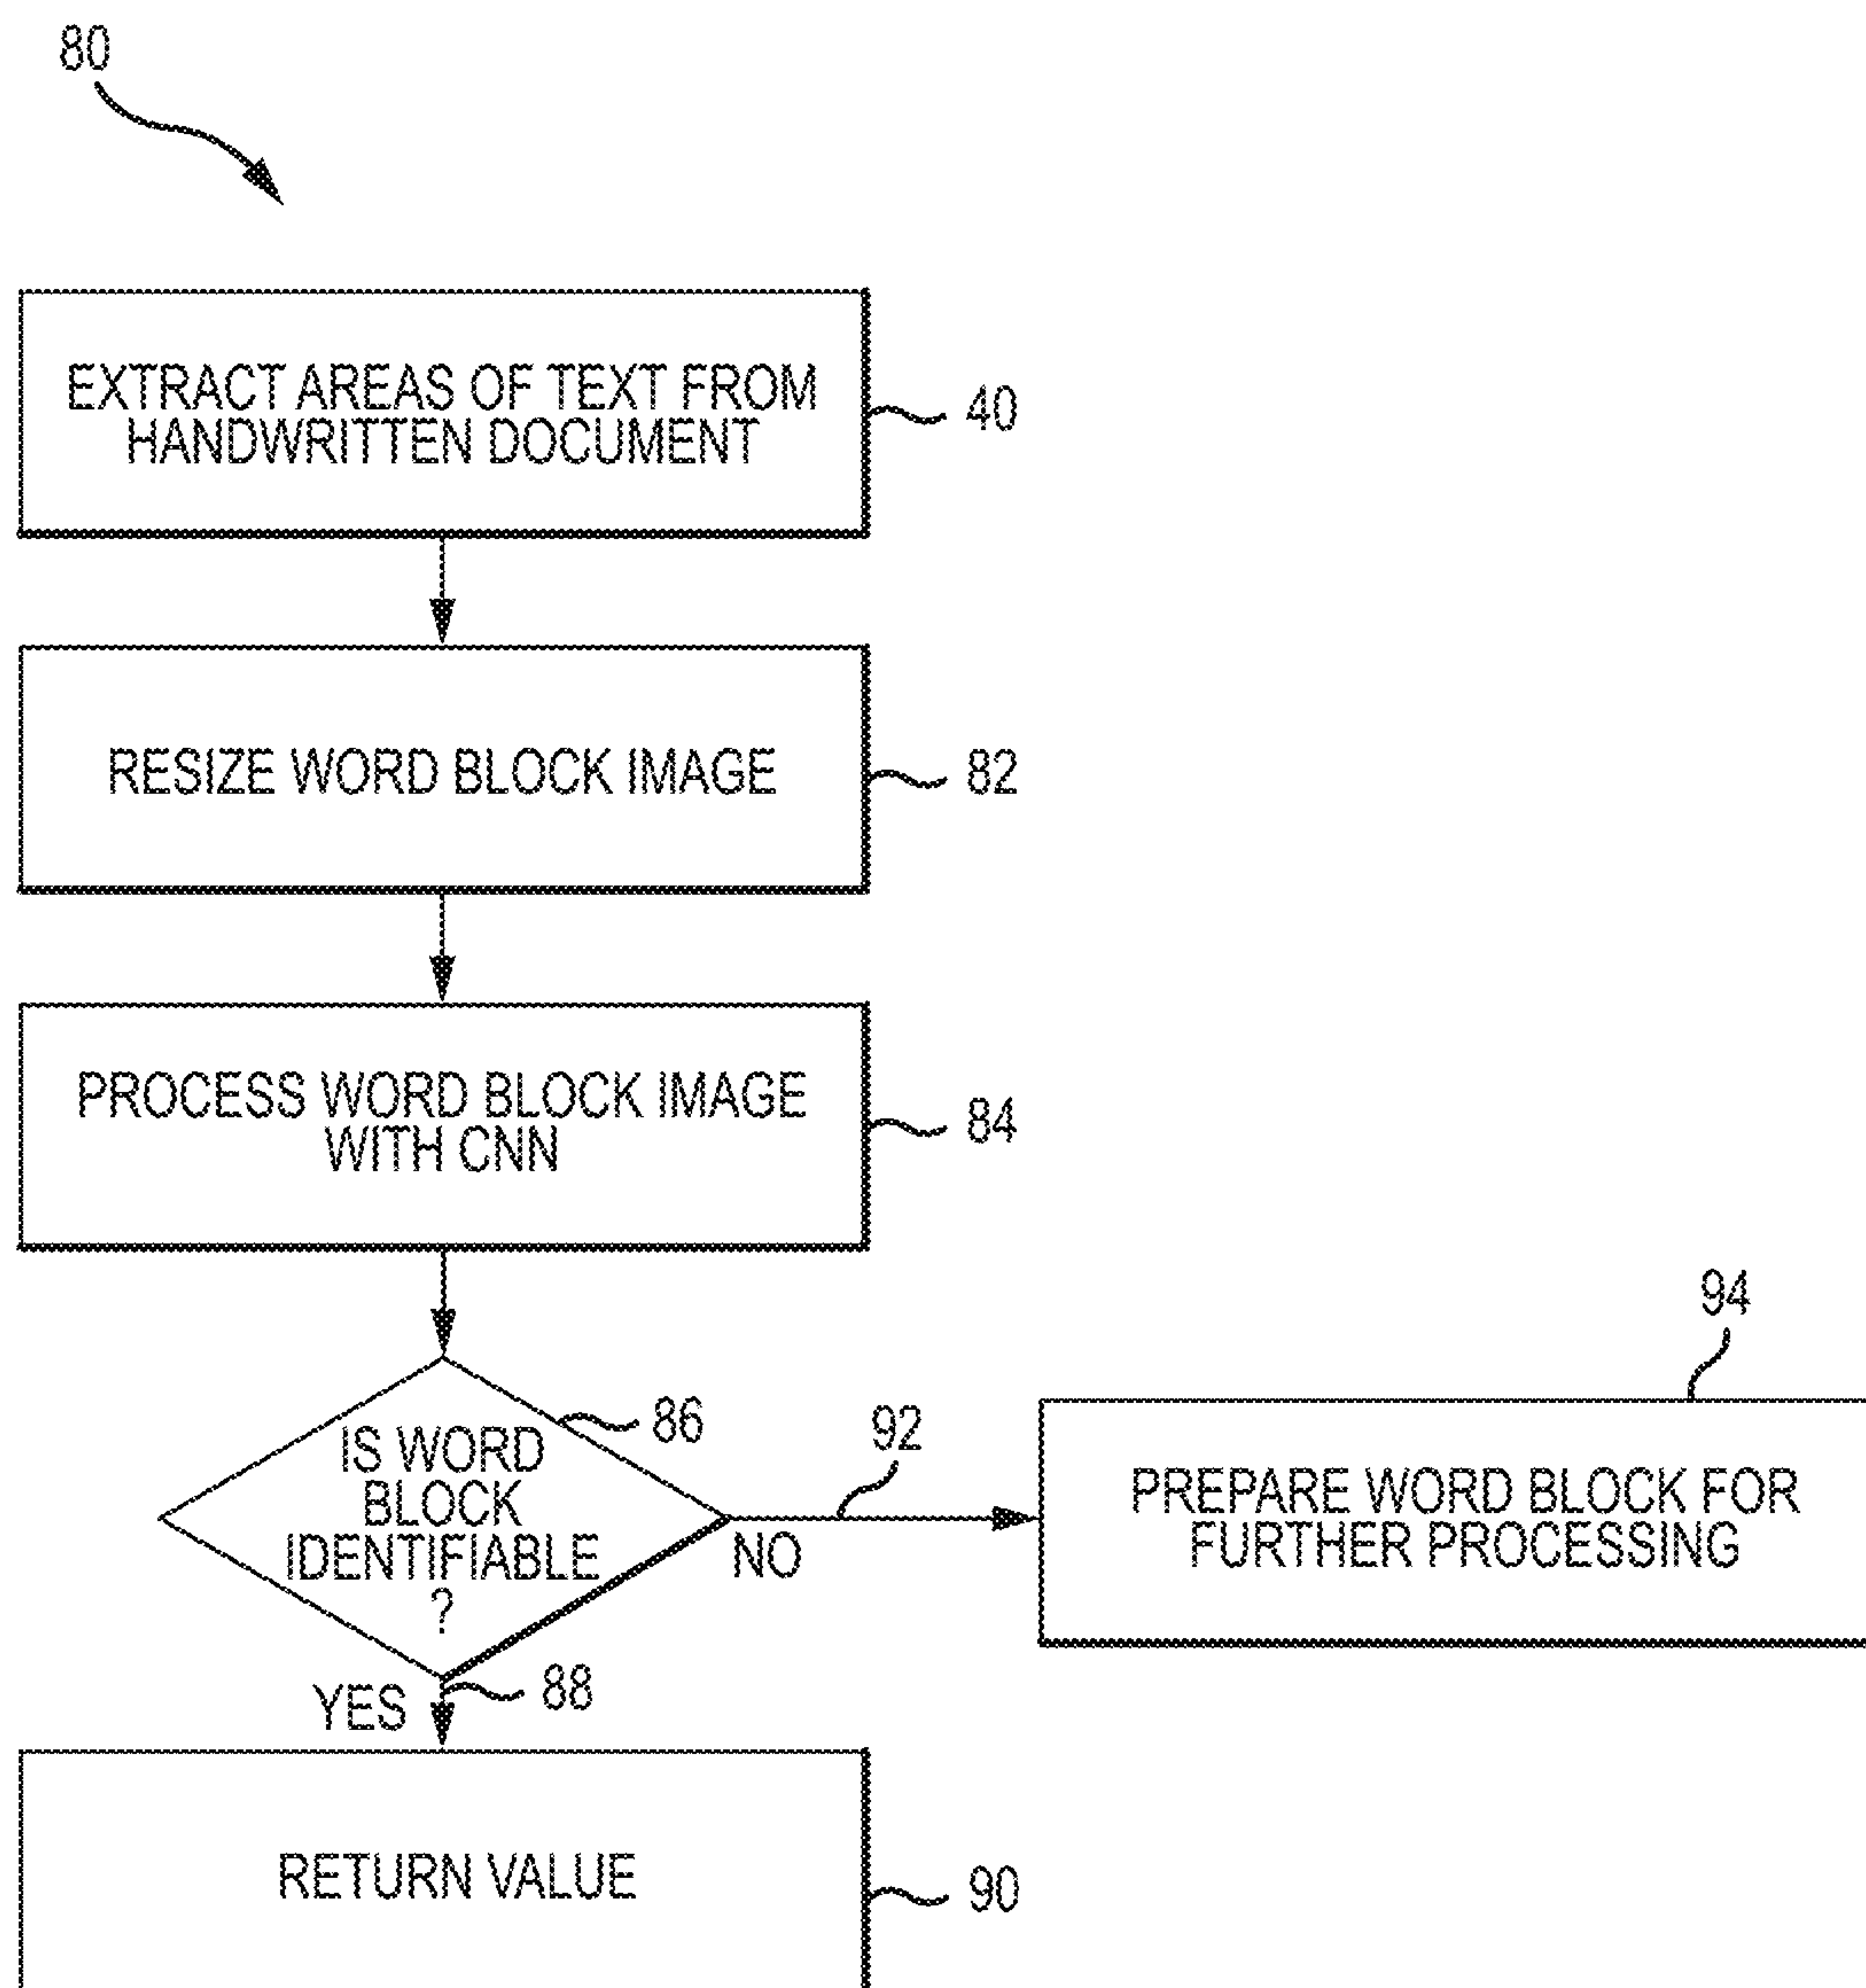 80
EXTRACT AREAS OF TEXT FROM
HANDWRITTEN DOCUMENT
40
RESIZE WORD BLOCK IMAGE
82
PROCESS WORD BLOCK IMAGE
WITH CNN
84
IS WORD
BLOCK
IDENTIFIABLE
?
86
92
NO
94
PREPARE WORD BLOCK FOR
FURTHER PROCESSING
YES
88
RETURN VALUE
90